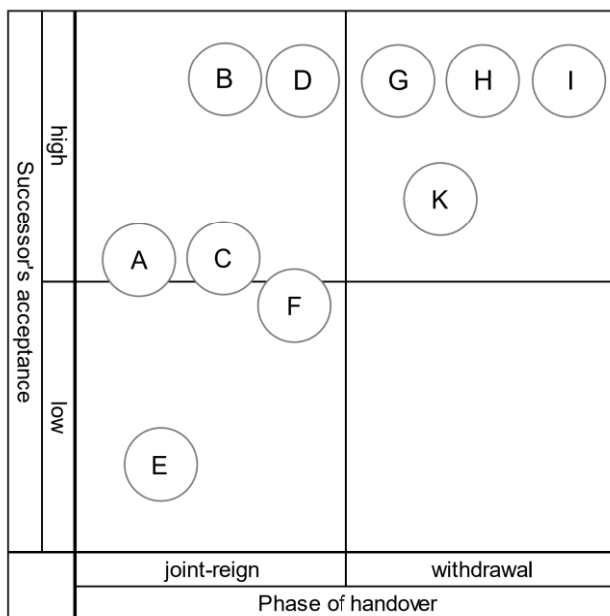 B
D
G
H
I
K
A
C
F
E
Successor's acceptance
high
low
joint-reign
withdrawal
Phase of handover